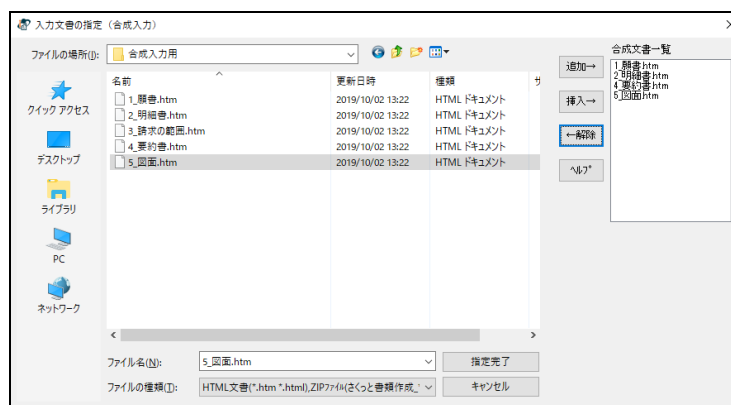 入力文書の指定（合成入力）
ファイルの場所(I):
合成入力用
クイック アクセス
デスクトップ
ライブラリ
PC
ネットワーク
名前 更新日時 種類 サ
1_願書.htm 2019/10/02 13:22 HTML ドキュメント
2_明細書.htm 2019/10/02 13:22 HTML ドキュメント
3_請求の範囲.htm 2019/10/02 13:22 HTML ドキュメント
4_要約書.htm 2019/10/02 13:22 HTML ドキュメント
5_図面.htm 2019/10/02 13:22 HTML ドキュメント
ファイル名(N): 5_図面.htm 指定完了
ファイルの種類(T): HTML文書(*.htm *.html),ZIPファイル(さくっと書類作成_* キャンセル
追加→
挿入→
←解除
ヘルプ
合成文書一覧
1_願書.htm
2_明細書.htm
4_要約書.htm
5_図面.htm